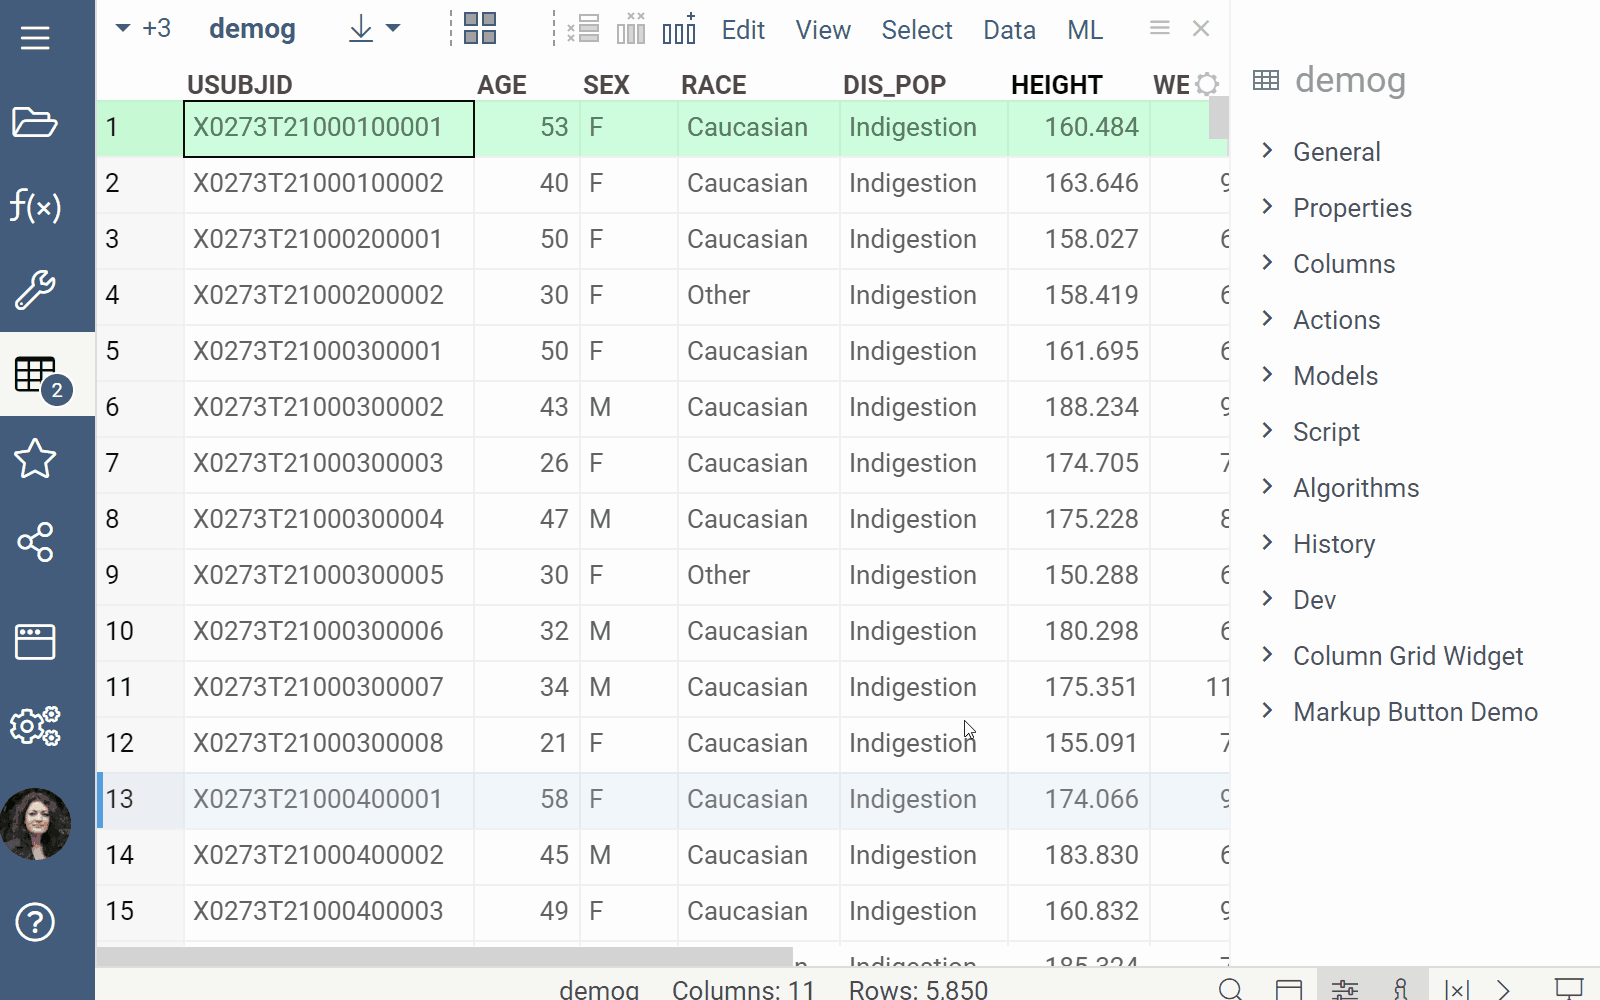 +3 demog Edit View Select Data ML
USUBJID AGE SEX RACE DIS_POP HEIGHT WE
1 X0273T21000100001 53 F Caucasian Indigestion 160.484
2 X0273T21000100002 40 F Caucasian Indigestion 163.646 9
3 X0273T21000200001 50 F Caucasian Indigestion 158.027 6
4 X0273T21000200002 30 F Other Indigestion 158.419 6
5 X0273T21000300001 50 F Caucasian Indigestion 161.695 6
6 X0273T21000300002 43 M Caucasian Indigestion 188.234 9
7 X0273T21000300003 26 F Caucasian Indigestion 174.705 7
8 X0273T21000300004 47 M Caucasian Indigestion 175.228 8
9 X0273T21000300005 30 F Other Indigestion 150.288 6
10 X0273T21000300006 32 M Caucasian Indigestion 180.298 6
11 X0273T21000300007 34 M Caucasian Indigestion 175.351 11
12 X0273T21000300008 21 F Caucasian Indigestion 155.091 7
13 X0273T21000400001 58 F Caucasian Indigestion 174.066 9
14 X0273T21000400002 45 M Caucasian Indigestion 183.830 6
15 X0273T21000400003 49 F Caucasian Indigestion 160.832 9
n Indigestion 185.324 7
demog Columns: 11 Rows: 5,850
f(x)
2
?
demog
General
Properties
Columns
Actions
Models
Script
Algorithms
History
Dev
Column Grid Widget
Markup Button Demo